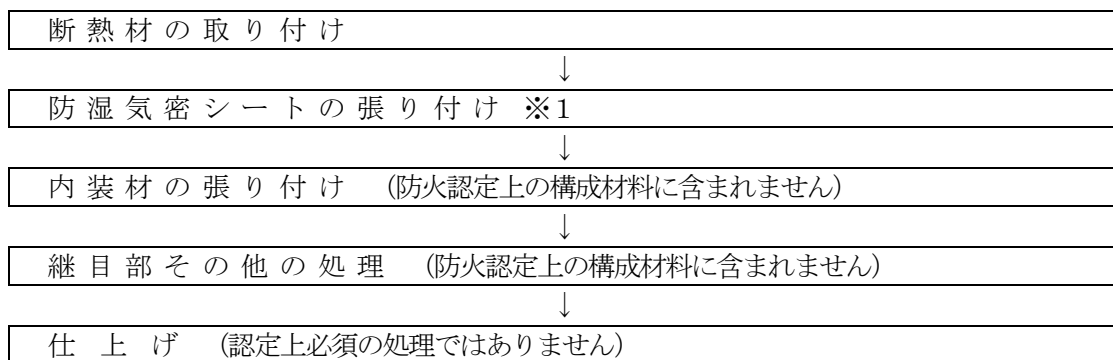 断熱材の取り付け
↓
防湿気密シートの張り付け ※1
↓
内装材の張り付け (防火認定上の構成材料に含まれません)
↓
継目部その他の処理 (防火認定上の構成材料に含まれません)
↓
仕上げ (認定上必須の処理ではありません)